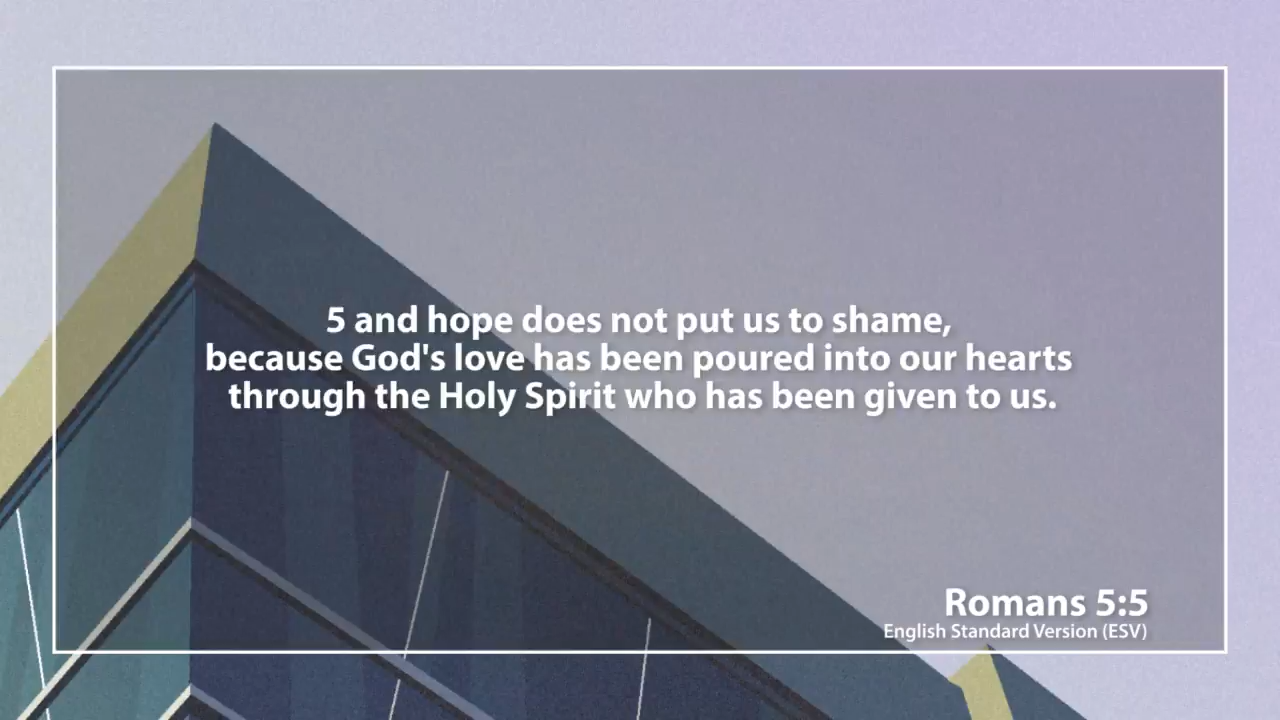 5 and hope does not put us to shame,
because God's love has been poured into our hearts
through the Holy Spirit who has been given to us.
Romans 5:5
English Standard Version (ESV)